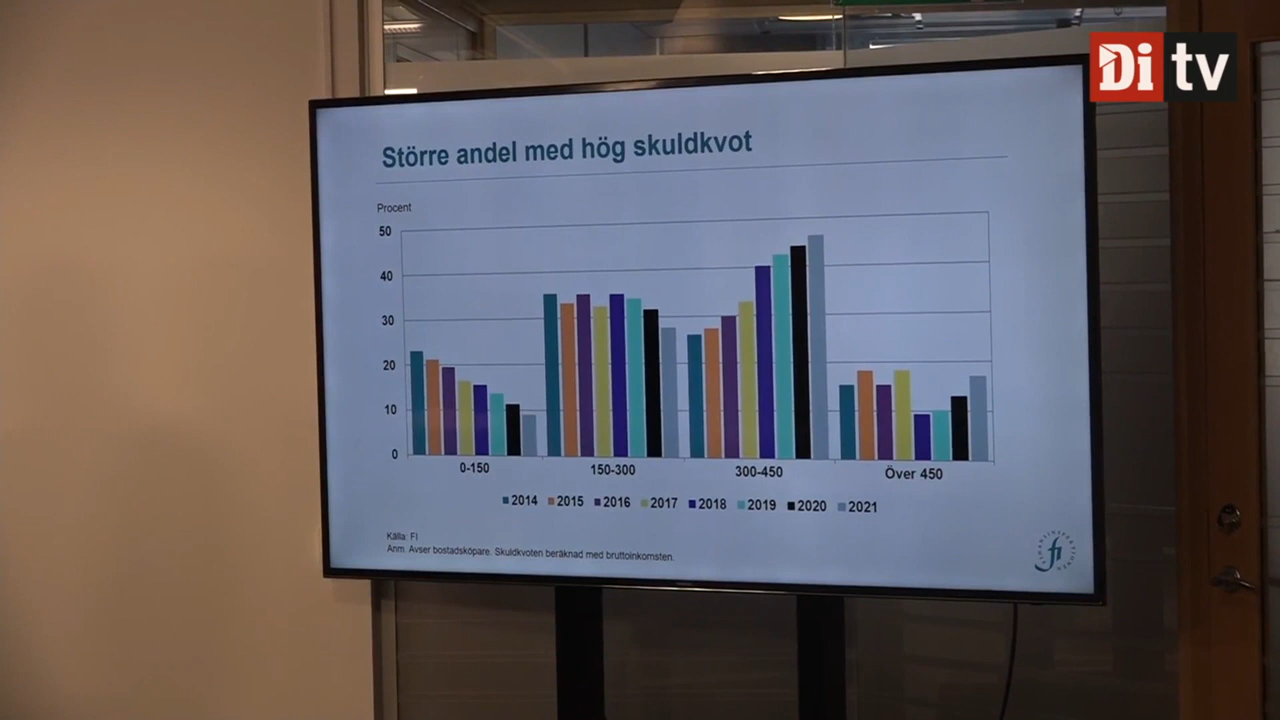 Di tv
Större andel med hög skuldkvot
Procent
50
40
30
20
10
0
0-150 150-300 300-450 Över 450
2014 2015 2016 2017 2018 2019 2020 2021
Källa: FI
Anm. Avser bostadsköpare. Skuldkvoten beräknad med bruttoinkomsten.
FINANSINSPEKTIONEN
fi